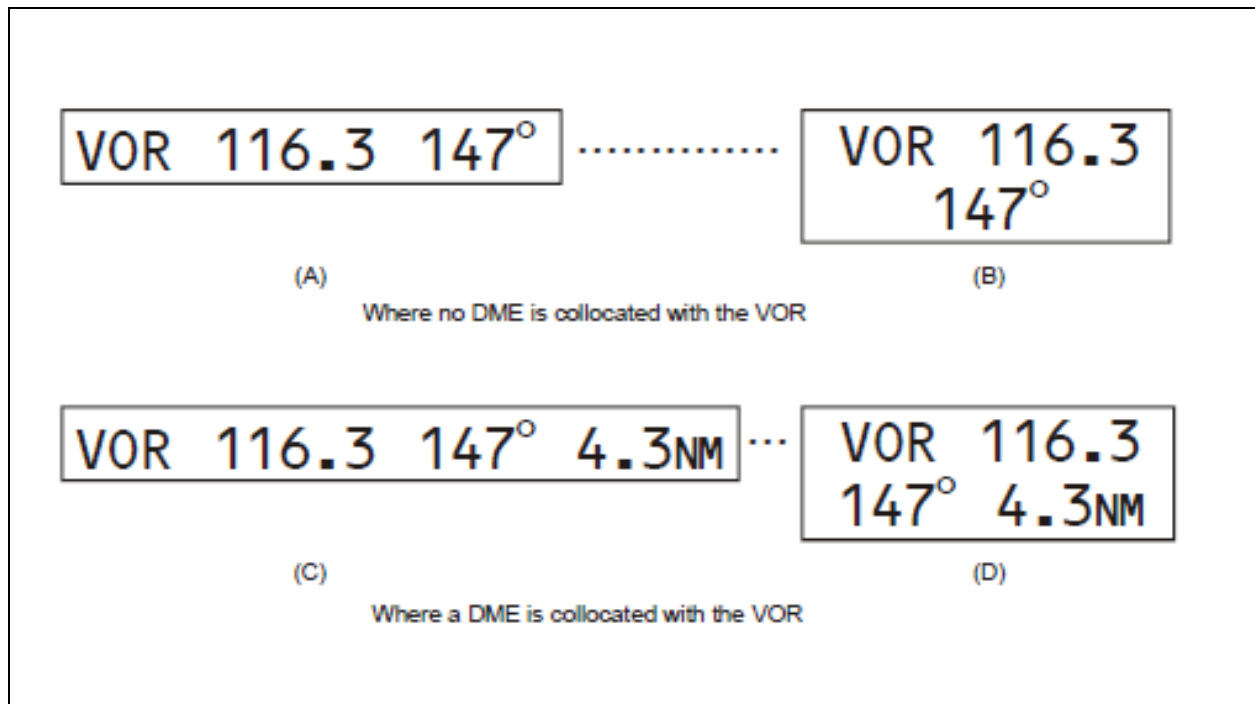 VOR 116.3 147°
VOR 116.3
147°
(A)
(B)
Where no DME is collocated with the VOR
VOR 116.3 147° 4.3NM
VOR 116.3
147° 4.3NM
(C)
(D)
Where a DME is collocated with the VOR